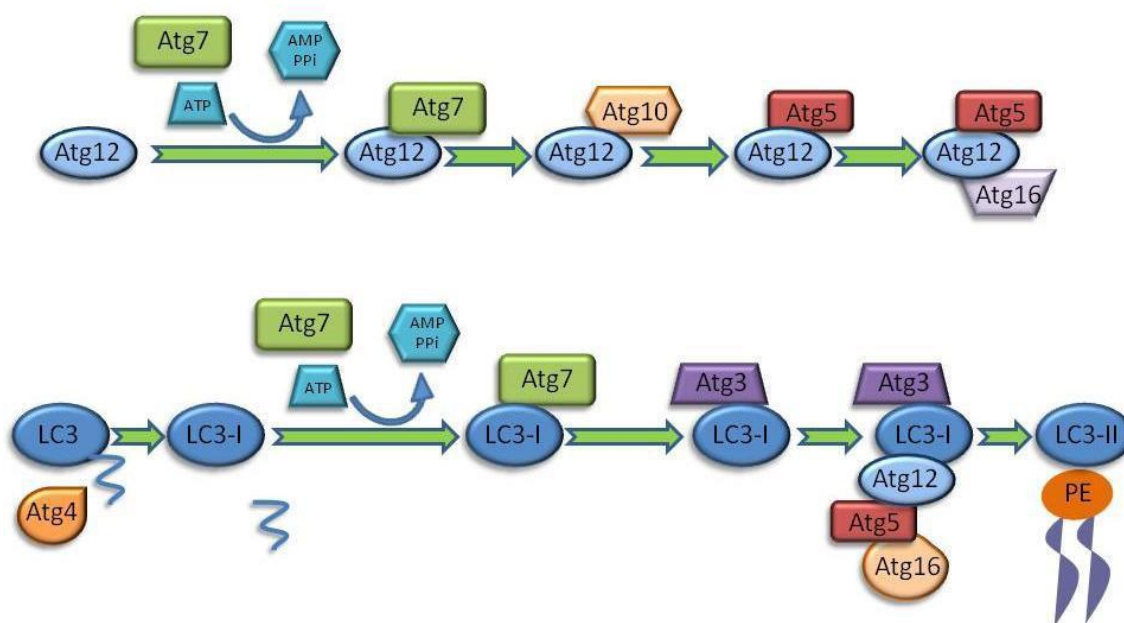 Atg7
AMP
PPi
ATP
Atg12
Atg7
Atg12
Atg10
Atg12
Atg5
Atg12
Atg5
Atg12
Atg16
Atg7
AMP
PPi
ATP
LC3
Atg4
LC3-I
Atg7
LC3-I
Atg3
LC3-I
Atg3
LC3-I
Atg12
Atg5
Atg16
LC3-II
PE